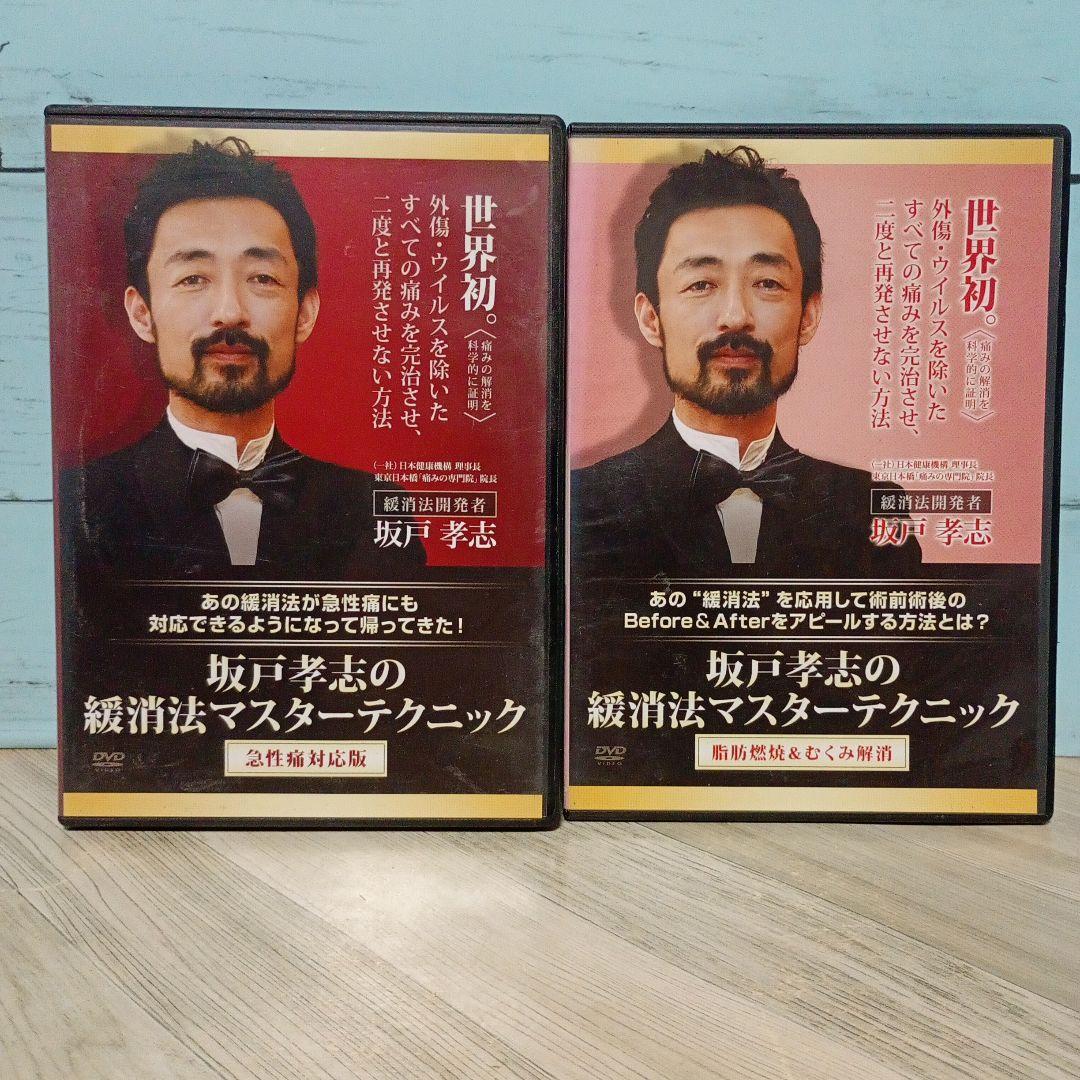 世界初。
〈痛みの解消を
科学的に証明〉
外傷・ウイルスを除いた
すべての痛みを完治させ、
二度と再発させない方法
(一社)日本健康機構 理事長
東京日本橋「痛みの専門院」院長
緩消法開発者
坂戸 孝志
あの緩消法が急性痛にも
対応できるようになって帰ってきた!
坂戸孝志の
緩消法マスターテクニック
DVD
VIDEO
急性痛対応版
世界初。
〈痛みの解消を
科学的に証明〉
外傷・ウイルスを除いた
すべての痛みを完治させ、
二度と再発させない方法
(一社)日本健康機構 理事長
東京日本橋「痛みの専門院」院長
緩消法開発者
坂戸 孝志
あの“緩消法”を応用して術前術後の
Before&Afterをアピールする方法とは?
坂戸孝志の
緩消法マスターテクニック
DVD
VIDEO
脂肪燃焼&むくみ解消